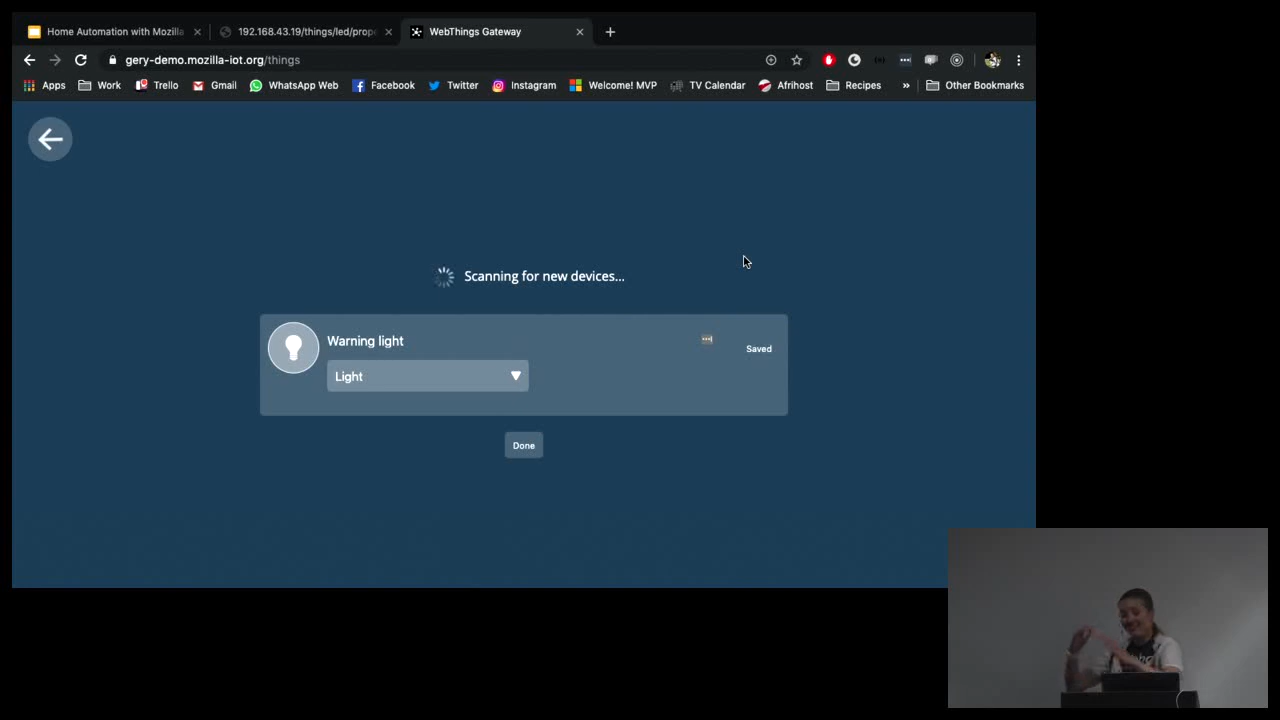 Home Automation with Mozilla
192.168.43.19/things/led/prope
WebThings Gateway
gery-demo.mozilla-iot.org/things
Apps Work Trello Gmail WhatsApp Web Facebook Twitter Instagram Welcome! MVP TV Calendar Afrihost Recipes » Other Bookmarks
Scanning for new devices...
Warning light
Saved
Light
Done